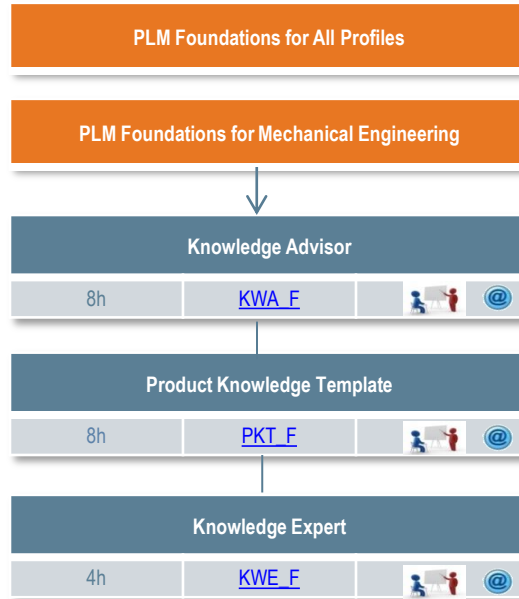 PLM Foundations for All Profiles
PLM Foundations for Mechanical Engineering
Knowledge Advisor
8h KWA_F @
Product Knowledge Template
8h PKT_F @
Knowledge Expert
4h KWE_F @